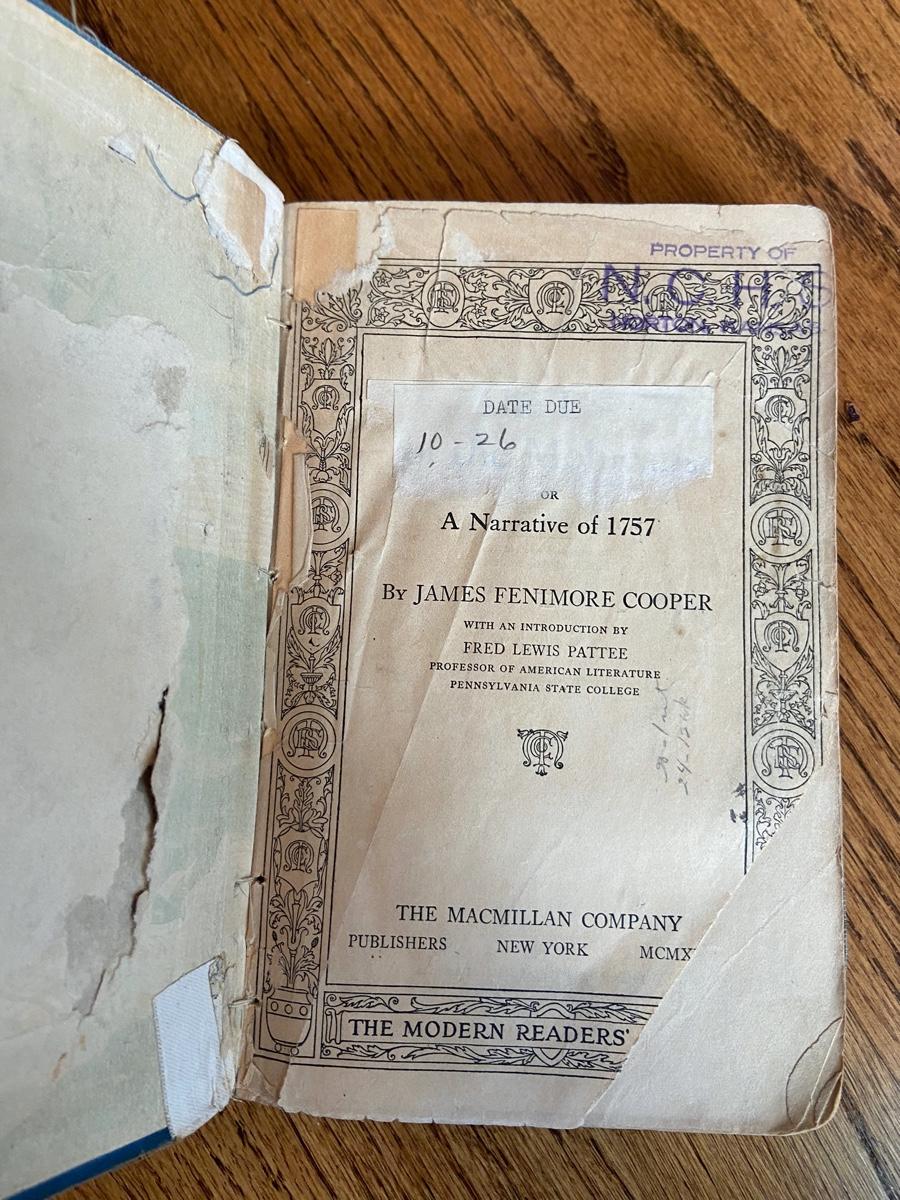 PROPERTY OF
N C H S
DATE DUE
10 - 26
OR
A Narrative of 1757
By JAMES FENIMORE COOPER
WITH AN INTRODUCTION BY
FRED LEWIS PATTEE
PROFESSOR OF AMERICAN LITERATURE
PENNSYLVANIA STATE COLLEGE
THE MACMILLAN COMPANY
PUBLISHERS NEW YORK MCMX
THE MODERN READERS'